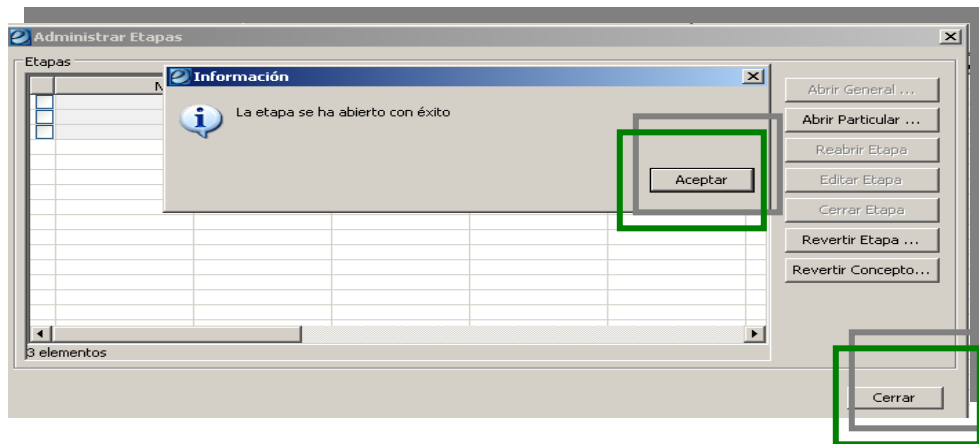 Administrar Etapas
Etapas
N
Información
La etapa se ha abierto con éxito
Aceptar
Abrir General ...
Abrir Particular ...
Reabrir Etapa
Editar Etapa
Cerrar Etapa
Revertir Etapa ...
Revertir Concepto...
3 elementos
Cerrar